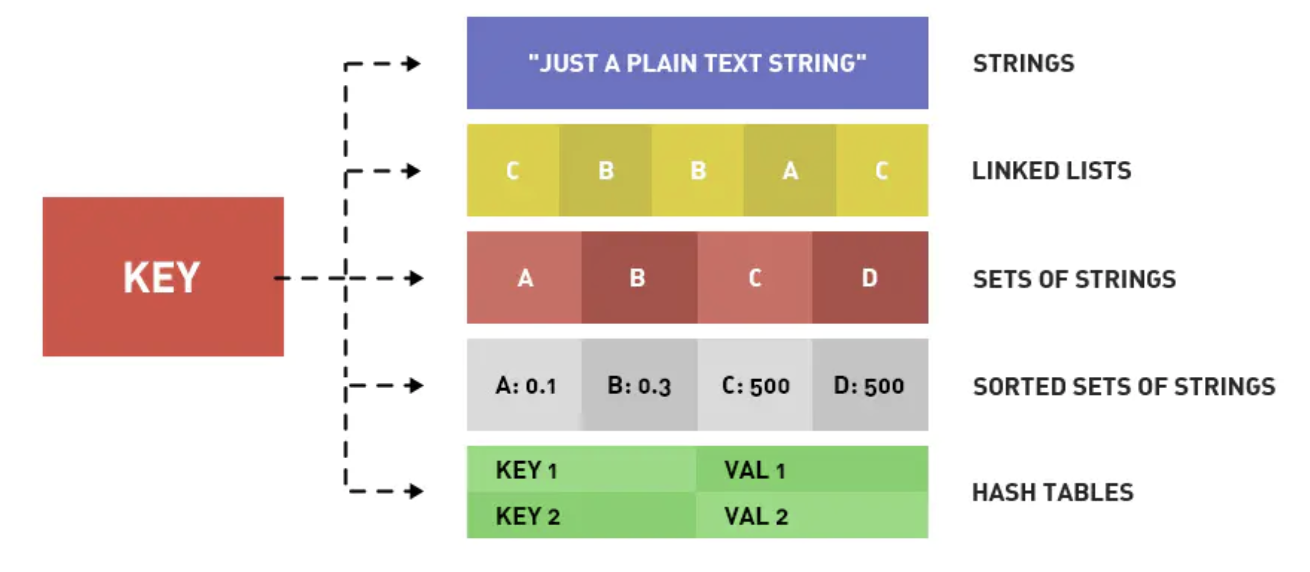 "JUST A PLAIN TEXT STRING" STRINGS
C B B A C LINKED LISTS
KEY
A B C D SETS OF STRINGS
A: 0.1 B: 0.3 C: 500 D: 500 SORTED SETS OF STRINGS
KEY 1 VAL 1
KEY 2 VAL 2
HASH TABLES